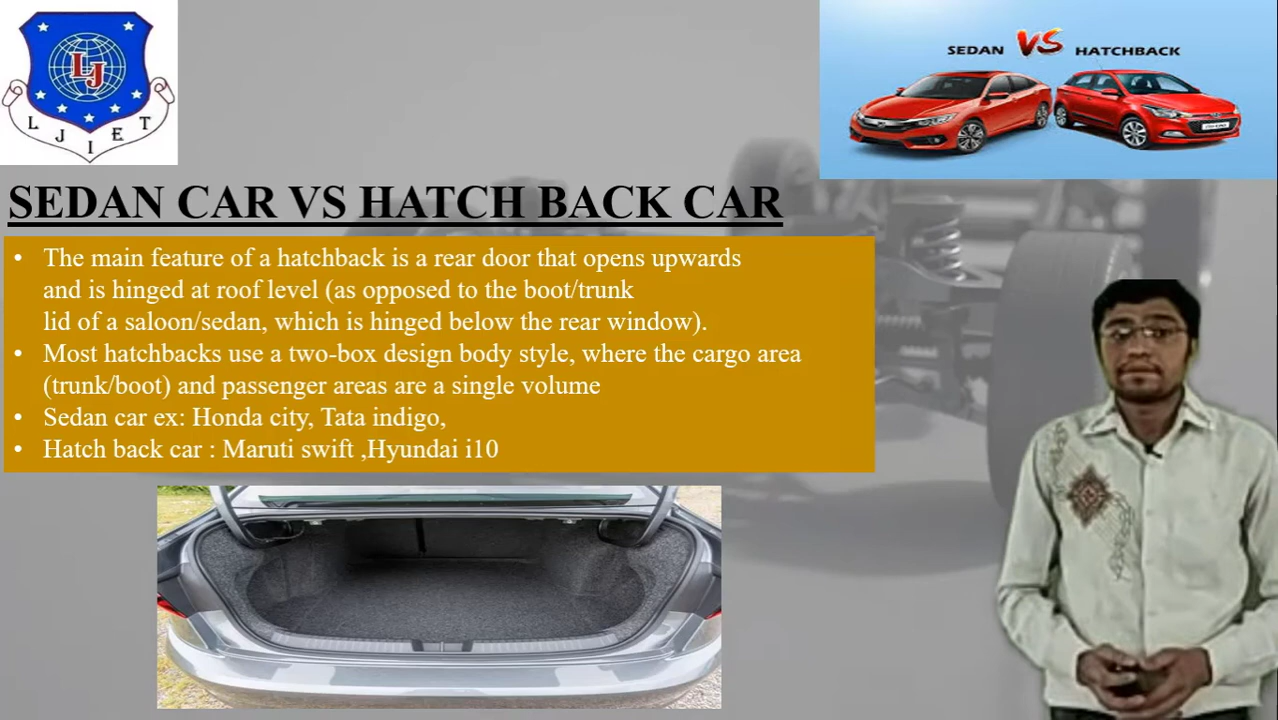 LJ
L J I E T
SEDAN VS HATCHBACK
SEDAN CAR VS HATCH BACK CAR
• The main feature of a hatchback is a rear door that opens upwards
and is hinged at roof level (as opposed to the boot/trunk
lid of a saloon/sedan, which is hinged below the rear window).
• Most hatchbacks use a two-box design body style, where the cargo area
(trunk/boot) and passenger areas are a single volume
• Sedan car ex: Honda city, Tata indigo,
• Hatch back car : Maruti swift ,Hyundai i10